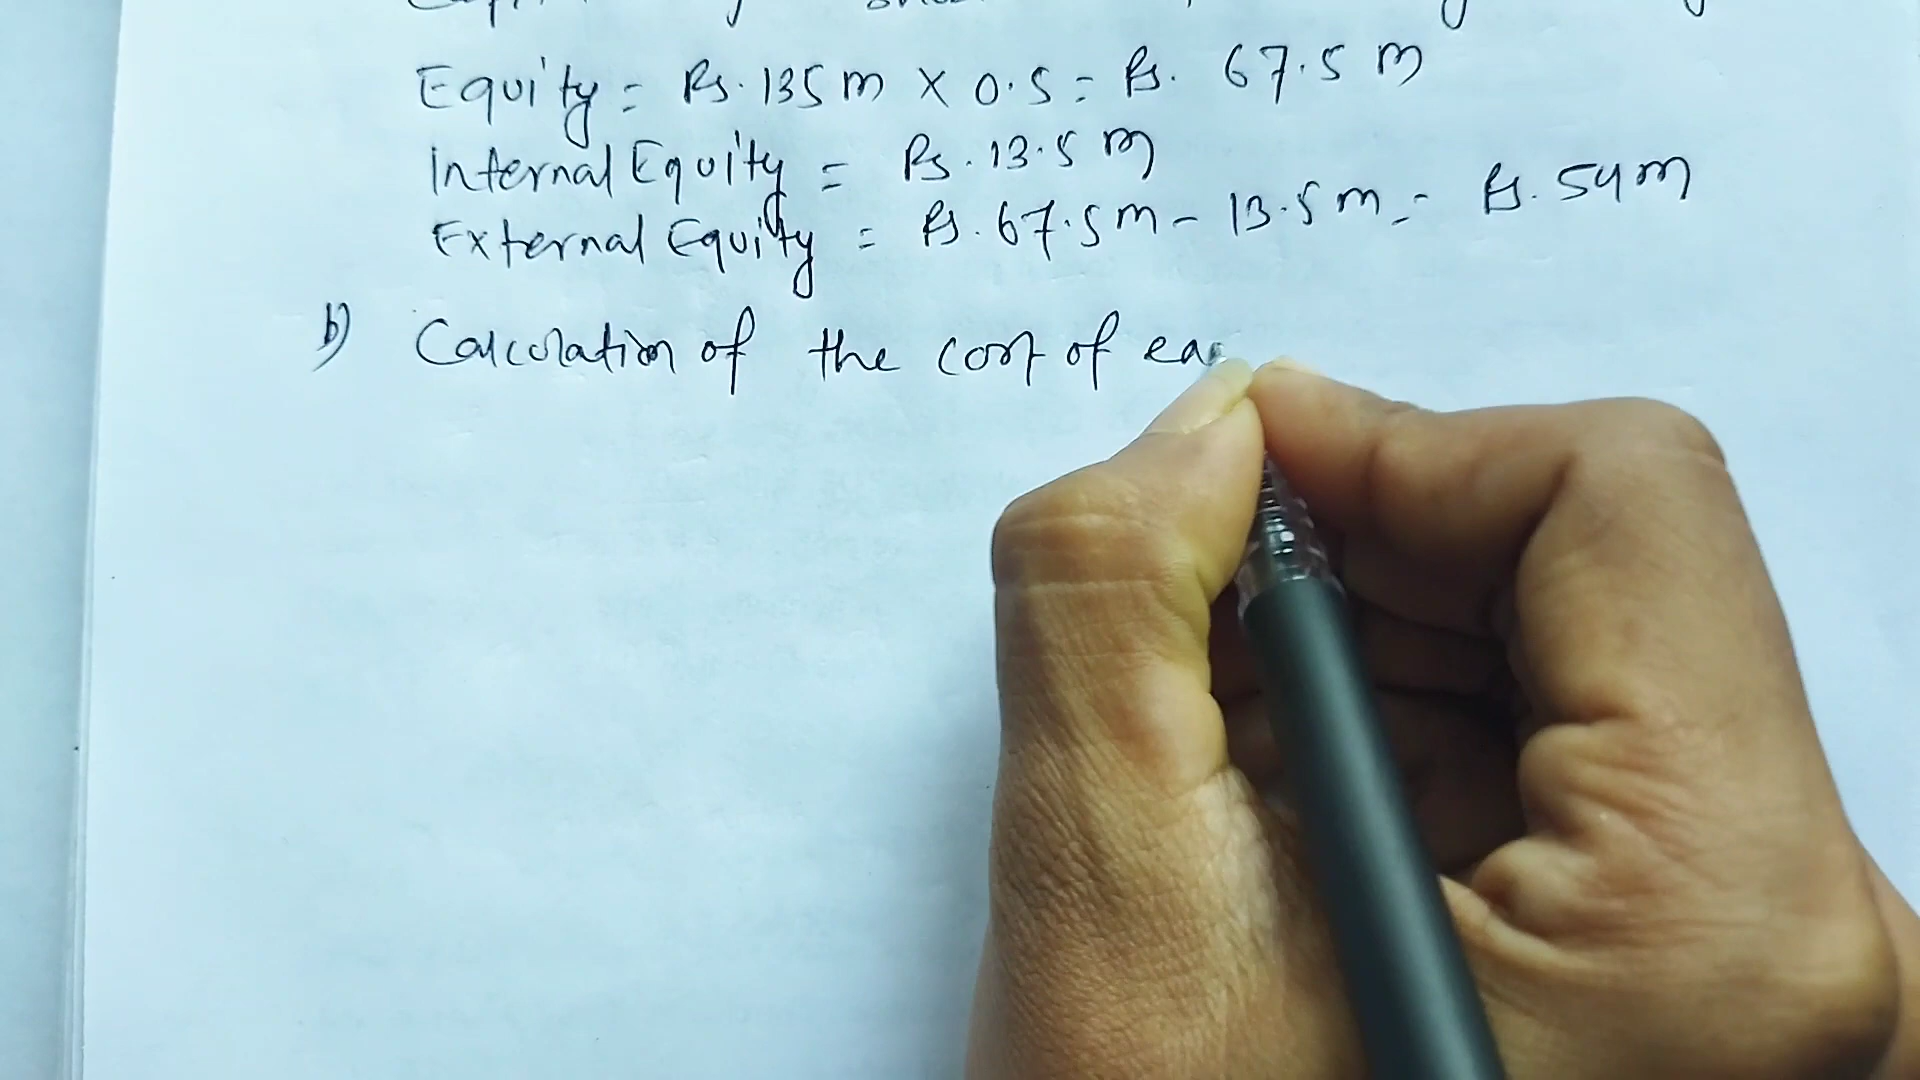 Equity = Rs. 135 m × 0.5 = Rs. 67.5 m
Internal Equity = Rs. 13.5 m
External Equity = Rs. 67.5 m - 13.5 m = Rs. 54 m
b) Calculation of the cost of ea